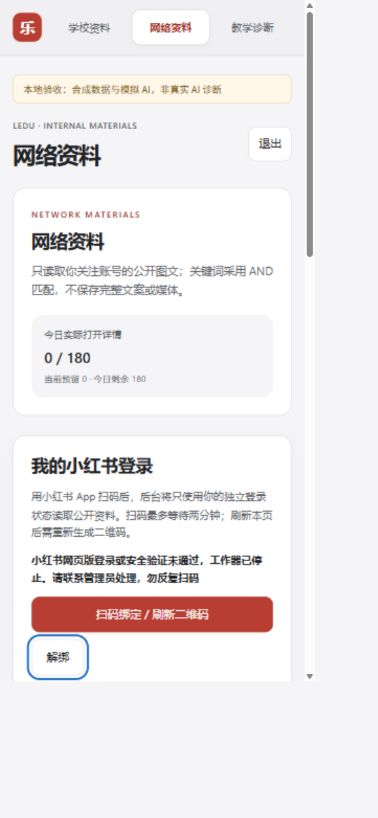 乐 学校资料 网络资料 教学诊断
本地验收：合成数据与模拟 AI，非真实 AI 诊断
LEDU · INTERNAL MATERIALS
网络资料
退出
NETWORK MATERIALS
网络资料
只读取你关注账号的公开图文；关键词采用 AND
匹配，不保存完整文案或媒体。
今日实际打开详情
0 / 180
当前预留 0 · 今日剩余 180
我的小红书登录
用小红书 App 扫码后，后台将只使用你的独立登录
状态读取公开资料。扫码最多等待两分钟；刷新本页
后需重新生成二维码。
小红书网页版登录或安全验证未通过，工作器已停
止。请联系管理员处理，勿反复扫码
扫码绑定 / 刷新二维码
解绑